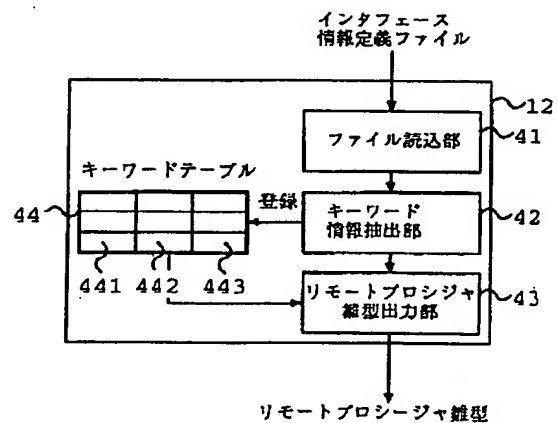 インタフェース
情報定義ファイル
12
ファイル読込部
41
キーワードテーブル
44
登録
キーワード
情報抽出部
42
441
442
443
リモートプロシジャ
雛型出力部
43
リモートプロシージャ雛型